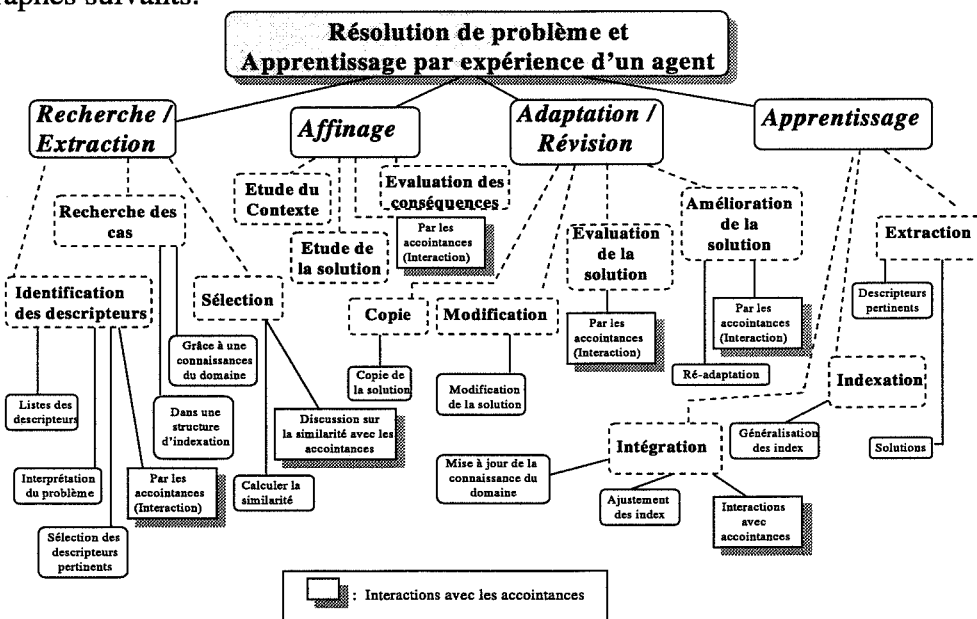 raphes suivants.
Résolution de problème et
Apprentissage par expérience d'un agent
Recherche /
Extraction
Affinage
Adaptation /
Révision
Apprentissage
Recherche des
cas
Identification
des descripteurs
Sélection
Listes des
descripteurs
Interprétation
du problème
Sélection des
descripteurs
pertinents
Par les
accointances
(Interaction)
Grâce à une
connaissances
du domaine
Dans une
structure
d'indexation
Calculer la
similarité
Discussion sur
la similarité avec les
accointances
Etude du
Contexte
Etude de
la solution
Evaluation des
conséquences
Par les
accointances
(Interaction)
Copie
Copie de
la solution
Modification
Modification
de la solution
Evaluation
de la
solution
Par les
accointances
(Interaction)
Amélioration
de la
solution
Ré-adaptation
Par les
accointances
(Interaction)
Intégration
Mise à jour de la
connaissance du
domaine
Ajustement
des index
Interactions
avec
accointances
Indexation
Généralisation
des index
Extraction
Descripteurs
pertinents
Solutions
: Interactions avec les accointances